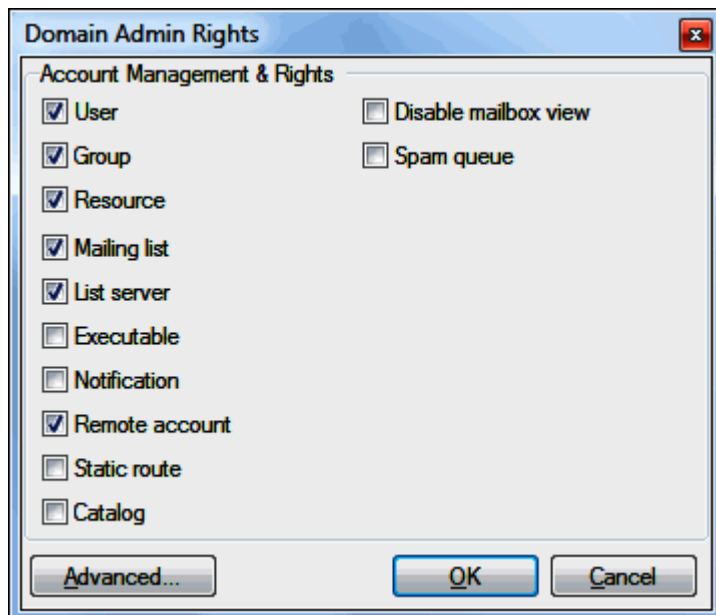 Domain Admin Rights
Account Management & Rights
User
Disable mailbox view
Group
Spam queue
Resource
Mailing list
List server
Executable
Notification
Remote account
Static route
Catalog
Advanced...
OK
Cancel